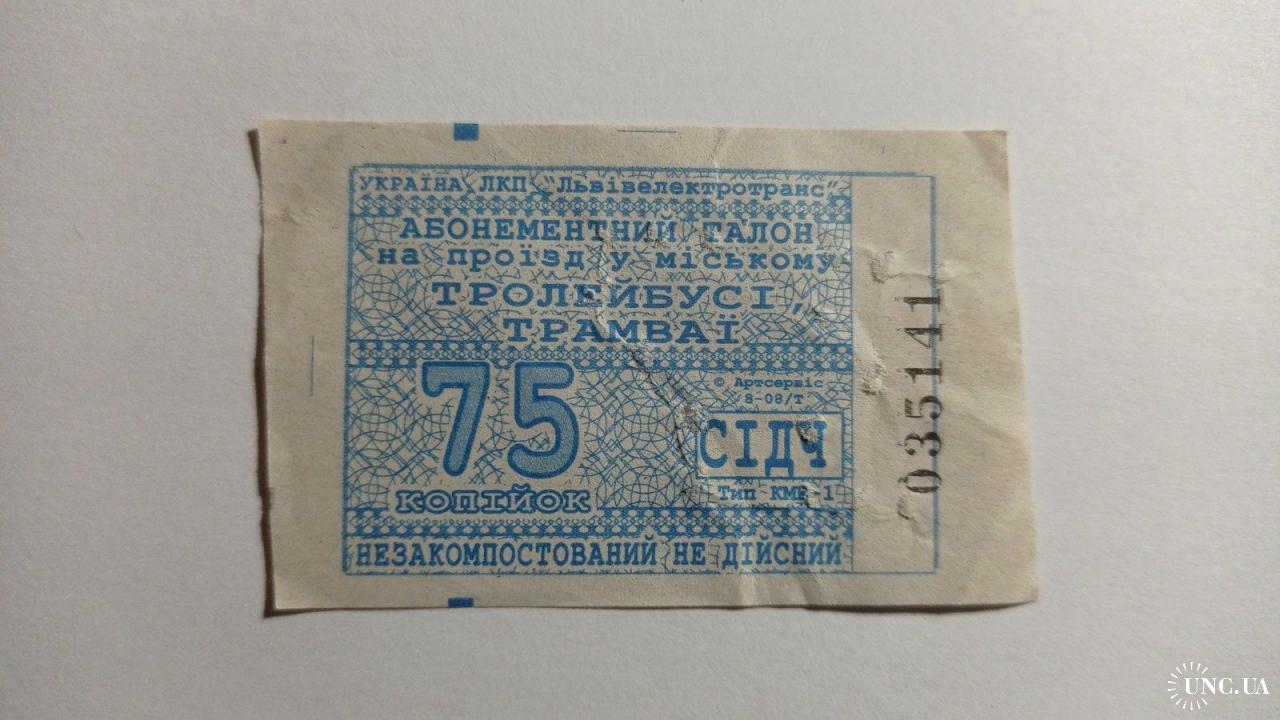 УКРАЇНА ЛКП "Львівелектротранс"
АБОНЕМЕНТНИЙ ТАЛОН
на проїзд у міському
ТРОЛЕЙБУСІ,
ТРАМВАЇ
75
КОПІЙОК
© Артсервіс
8-08/Т
СІДЧ
Тип КМР-1
НЕЗАКОМПОСТОВАНИЙ НЕ ДІЙСНИЙ
035141
UNC.UA